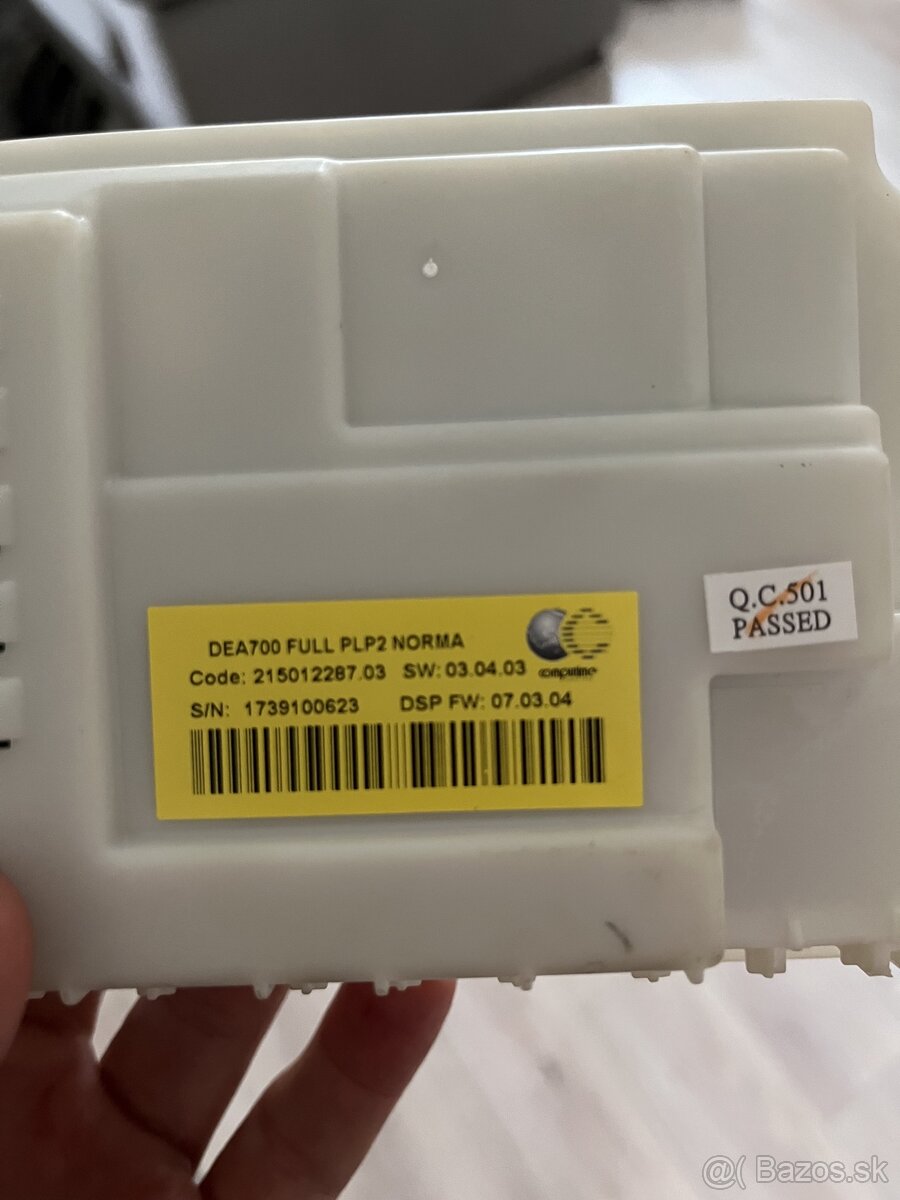 DEA700 FULL PLP2 NORMA
Code: 215012287.03 SW: 03.04.03
computime
S/N: 1739100623 DSP FW: 07.03.04
Q.C.501
PASSED
@( Bazos.sk